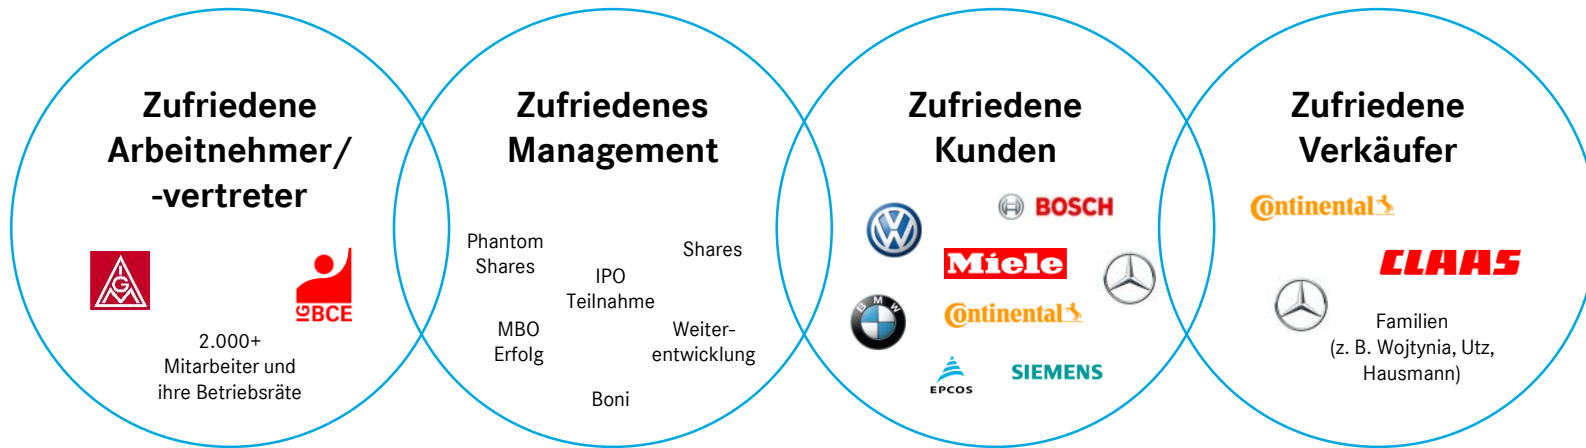 Zufriedene
Arbeitnehmer/
-vertreter
IGM
IGBCE
2.000+
Mitarbeiter und
ihre Betriebsräte
Zufriedenes
Management
Phantom
Shares
Shares
IPO
Teilnahme
MBO
Erfolg
Weiter-
entwicklung
Boni
Zufriedene
Kunden
VW
BOSCH
Miele
BMW
Continental
EPCOS
SIEMENS
Zufriedene
Verkäufer
Continental
CLAAS
Familien
(z. B. Wojtynia, Utz,
Hausmann)